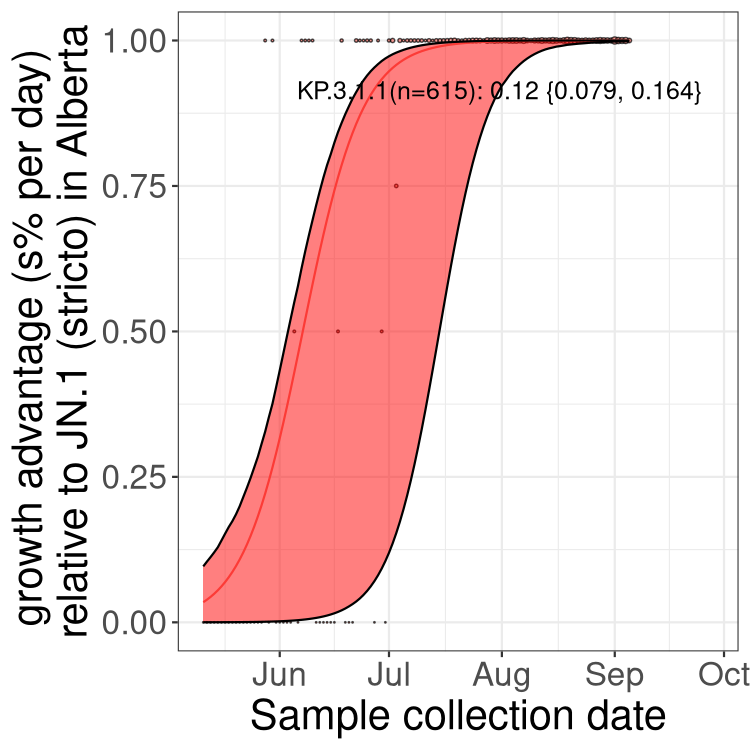 growth advantage (s% per day)
relative to JN.1 (stricto) in Alberta
1.00
0.75
0.50
0.25
0.00
KP.3.1.1(n=615): 0.12 {0.079, 0.164}
Jun Jul Aug Sep Oct
Sample collection date